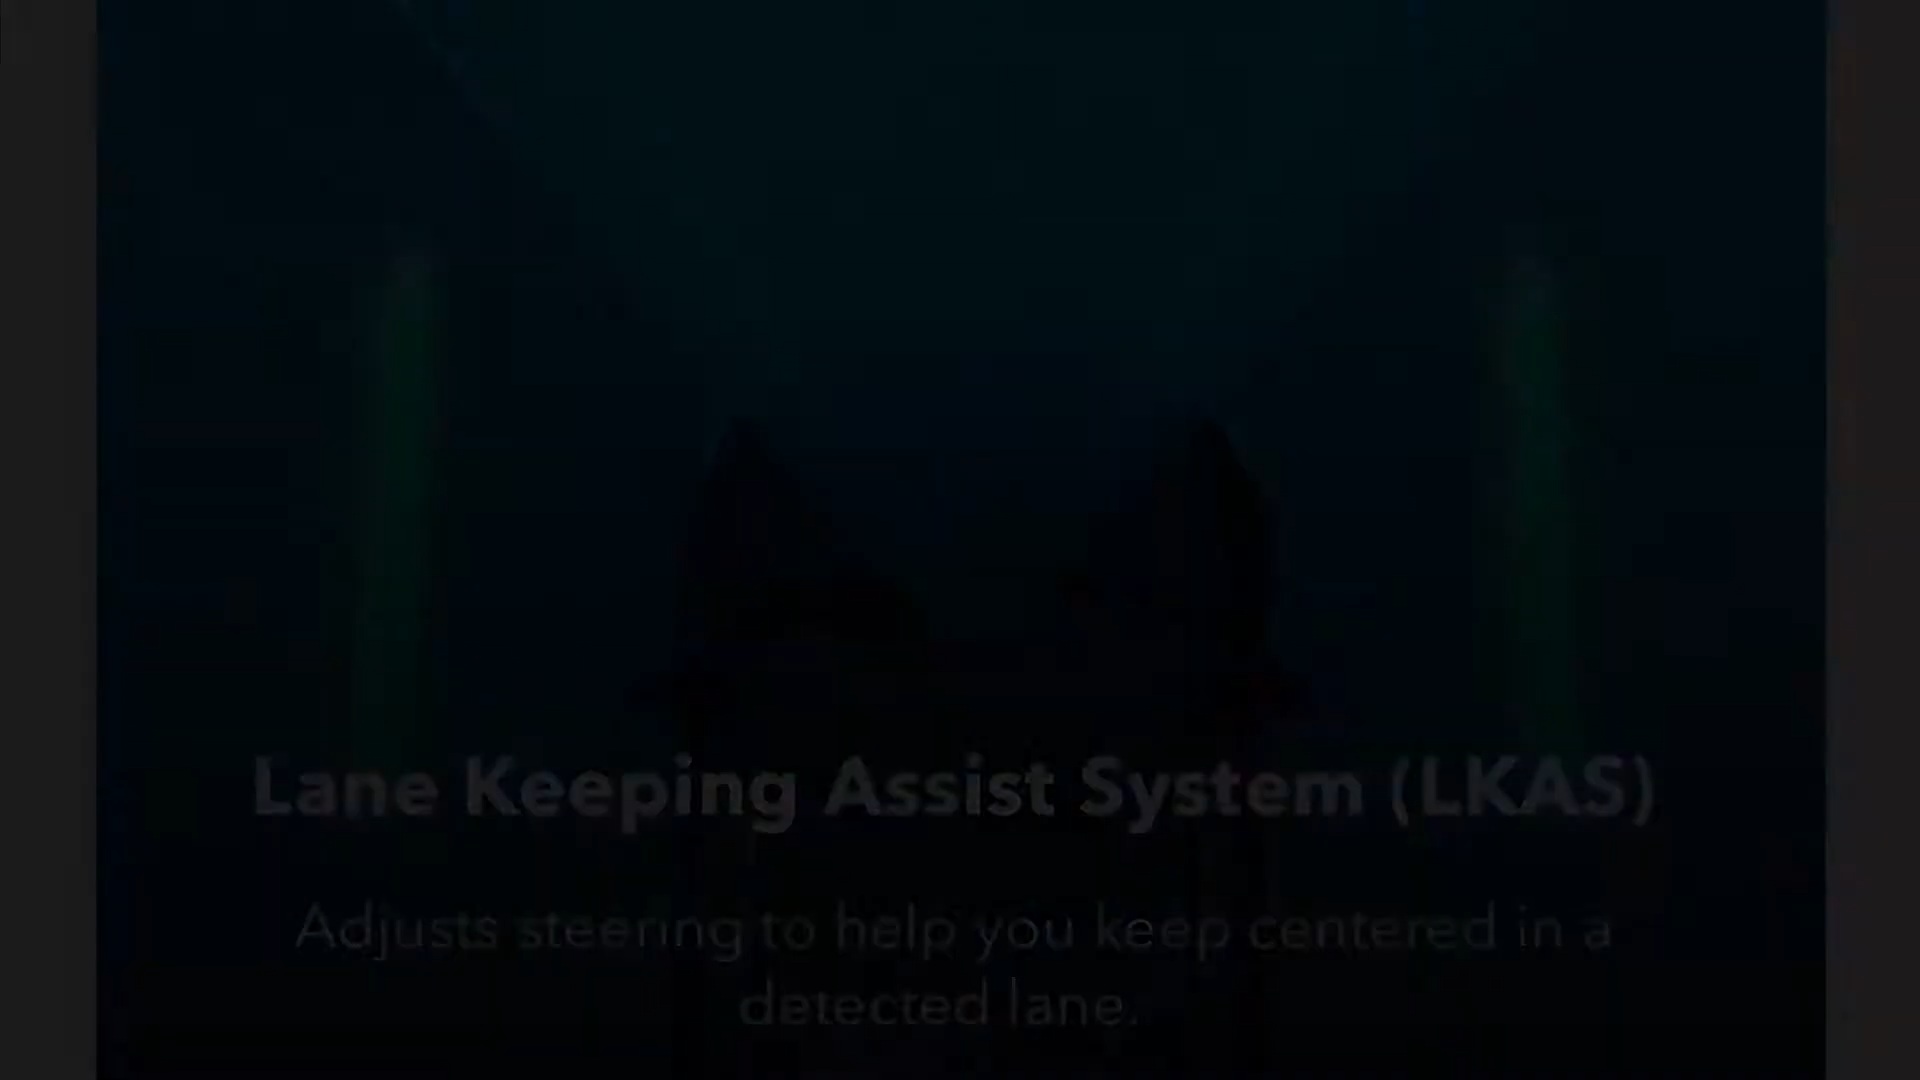 Lane Keeping Assist System (LKAS)
Adjusts steering to help you keep centered in a
detected lane.